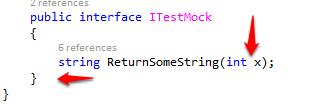 2 references
public interface ITestMock
{
6 references
string ReturnSomeString(int x);
}
}